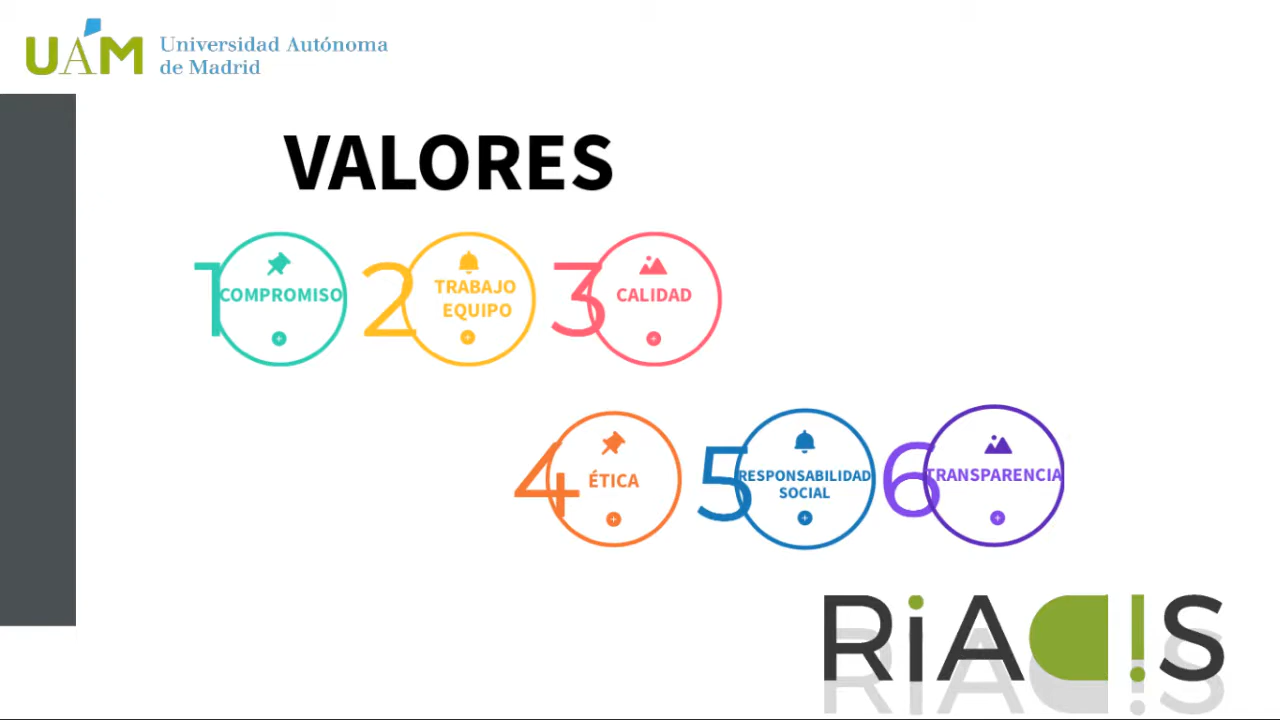 UAM Universidad Autónoma
de Madrid
VALORES
1 COMPROMISO
2 TRABAJO
EQUIPO
3 CALIDAD
4 ÉTICA
5 RESPONSABILIDAD
SOCIAL
6 TRANSPARENCIA
RiADiS